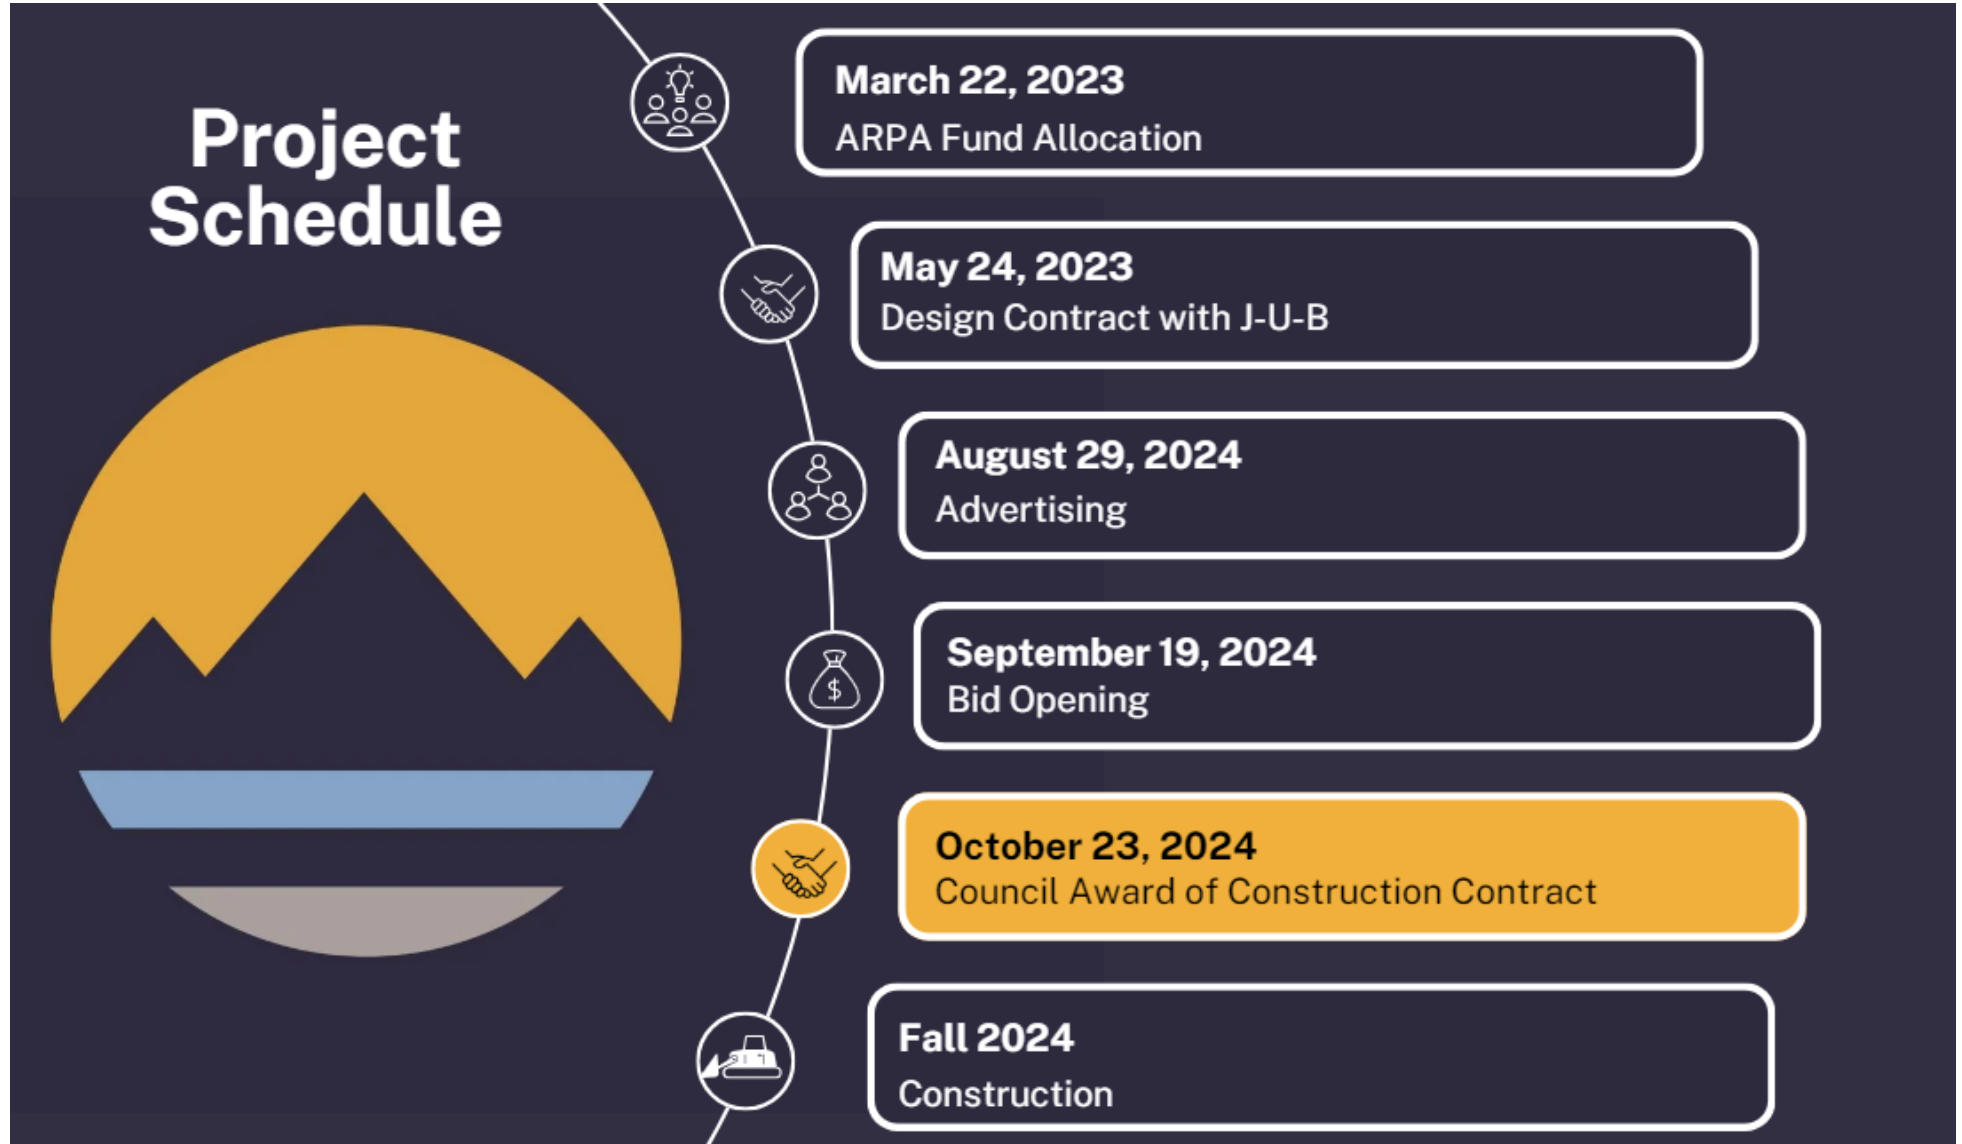 Project
Schedule
March 22, 2023
ARPA Fund Allocation
May 24, 2023
Design Contract with J-U-B
August 29, 2024
Advertising
September 19, 2024
Bid Opening
$
October 23, 2024
Council Award of Construction Contract
Fall 2024
Construction